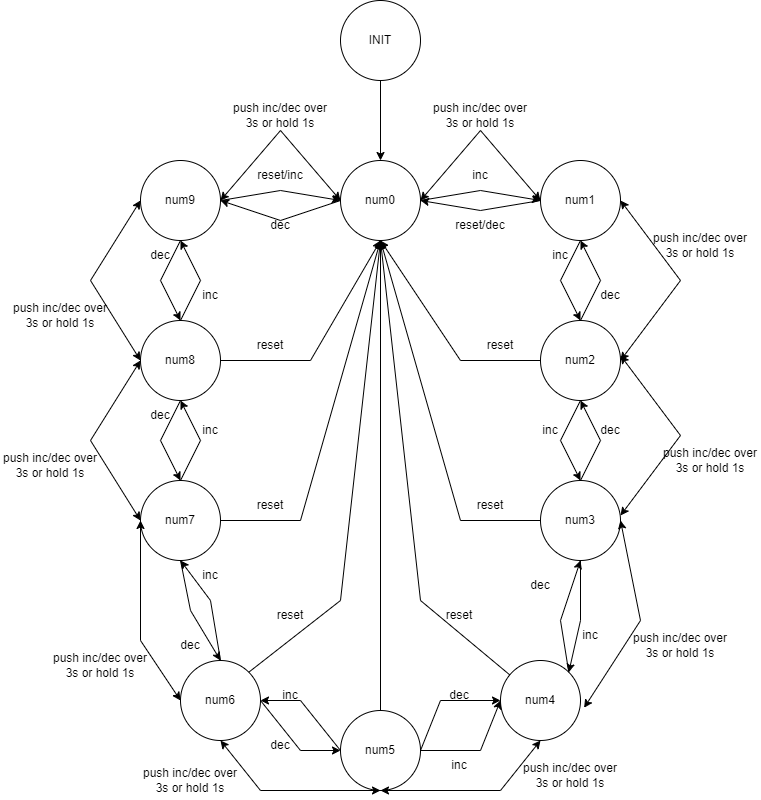 INIT
push inc/dec over
3s or hold 1s
push inc/dec over
3s or hold 1s
reset/inc
inc
num9
num0
num1
dec
reset/dec
push inc/dec over
3s or hold 1s
dec
inc
inc
dec
push inc/dec over
3s or hold 1s
reset
reset
num8
num2
dec
inc
inc
dec
push inc/dec over
3s or hold 1s
push inc/dec over
3s or hold 1s
reset
reset
num7
num3
inc
dec
reset
reset
dec
inc
push inc/dec over
3s or hold 1s
push inc/dec over
3s or hold 1s
num6
inc
dec
num4
dec
num5
inc
push inc/dec over
3s or hold 1s
push inc/dec over
3s or hold 1s